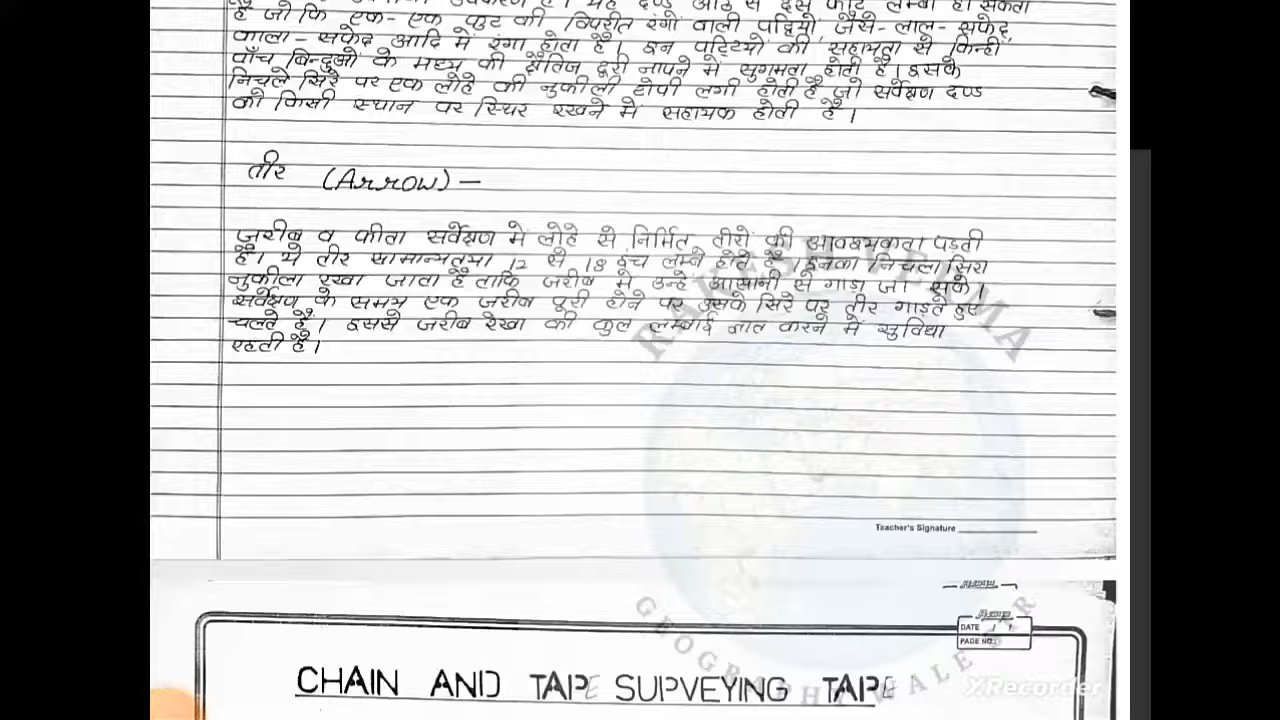 जो कि एक-एक फुट की विपरीत रंगो वाली पट्टियो, जैसे- लाल- सफेद,
काला- सफेद आदि में रंगा होता है। इन पट्टियो की सहायता से किन्हीं
पाँच बिन्दुओं के मध्य की क्षैतिज दूरी नापने में सुगमता होती है। इसके
निचले सिरे पर एक लोहे की नुकीली टोपी लगी होती है जो सर्वेक्षण दण्ड
को किसी स्थान पर स्थिर रखने में सहायक होती है।
तीर (Arrow) —
जरीब व फीता सर्वेक्षण में लोहे से निर्मित तीरों की आवश्यकता पडती
है। ये तीर सामान्यतया 12 से 18 इंच लम्बे होते है इनका निचला सिरा
नुकीला रखा जाता है ताकि जरीब मे उन्हे आसानी से गाडा जा सके।
सर्वेक्षण के समय एक जरीब पूरी होने पर उसके सिरे पर तीर गाड़ते हुए
चलते है। इससे जरीब रेखा की कुल लम्बाई ज्ञात करने में सुविधा
रहती है।
Teacher's Signature
DATE / /
PAGE NO.
CHAIN AND TAPE SUPVEYING TAPE
XRecorder